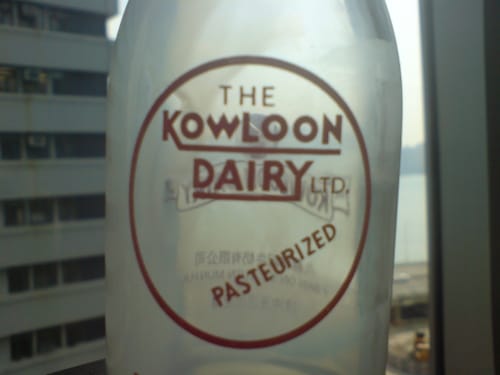 THE
KOWLOON
DAIRY LTD.
PASTEURIZED